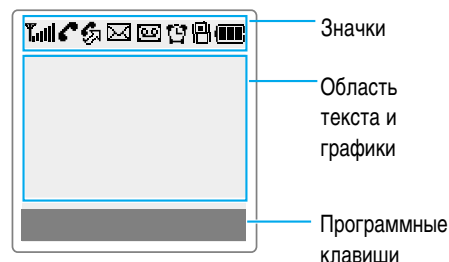 Значки
Область
текста и
графики
Программные
клавиши